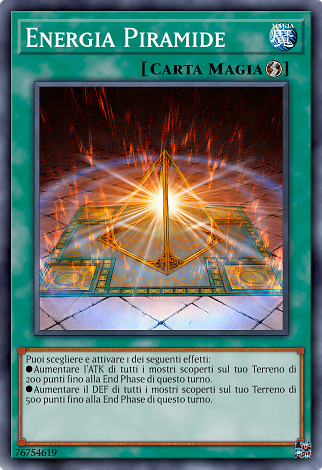 Energia Piramide
MAGIA
[Carta Magia]
Puoi scegliere e attivare 1 dei seguenti effetti:
●Aumentare l'ATK di tutti i mostri scoperti sul tuo Terreno di
200 punti fino alla End Phase di questo turno.
●Aumentare il DEF di tutti i mostri scoperti sul tuo Terreno di
500 punti fino alla End Phase di questo turno.
76754619